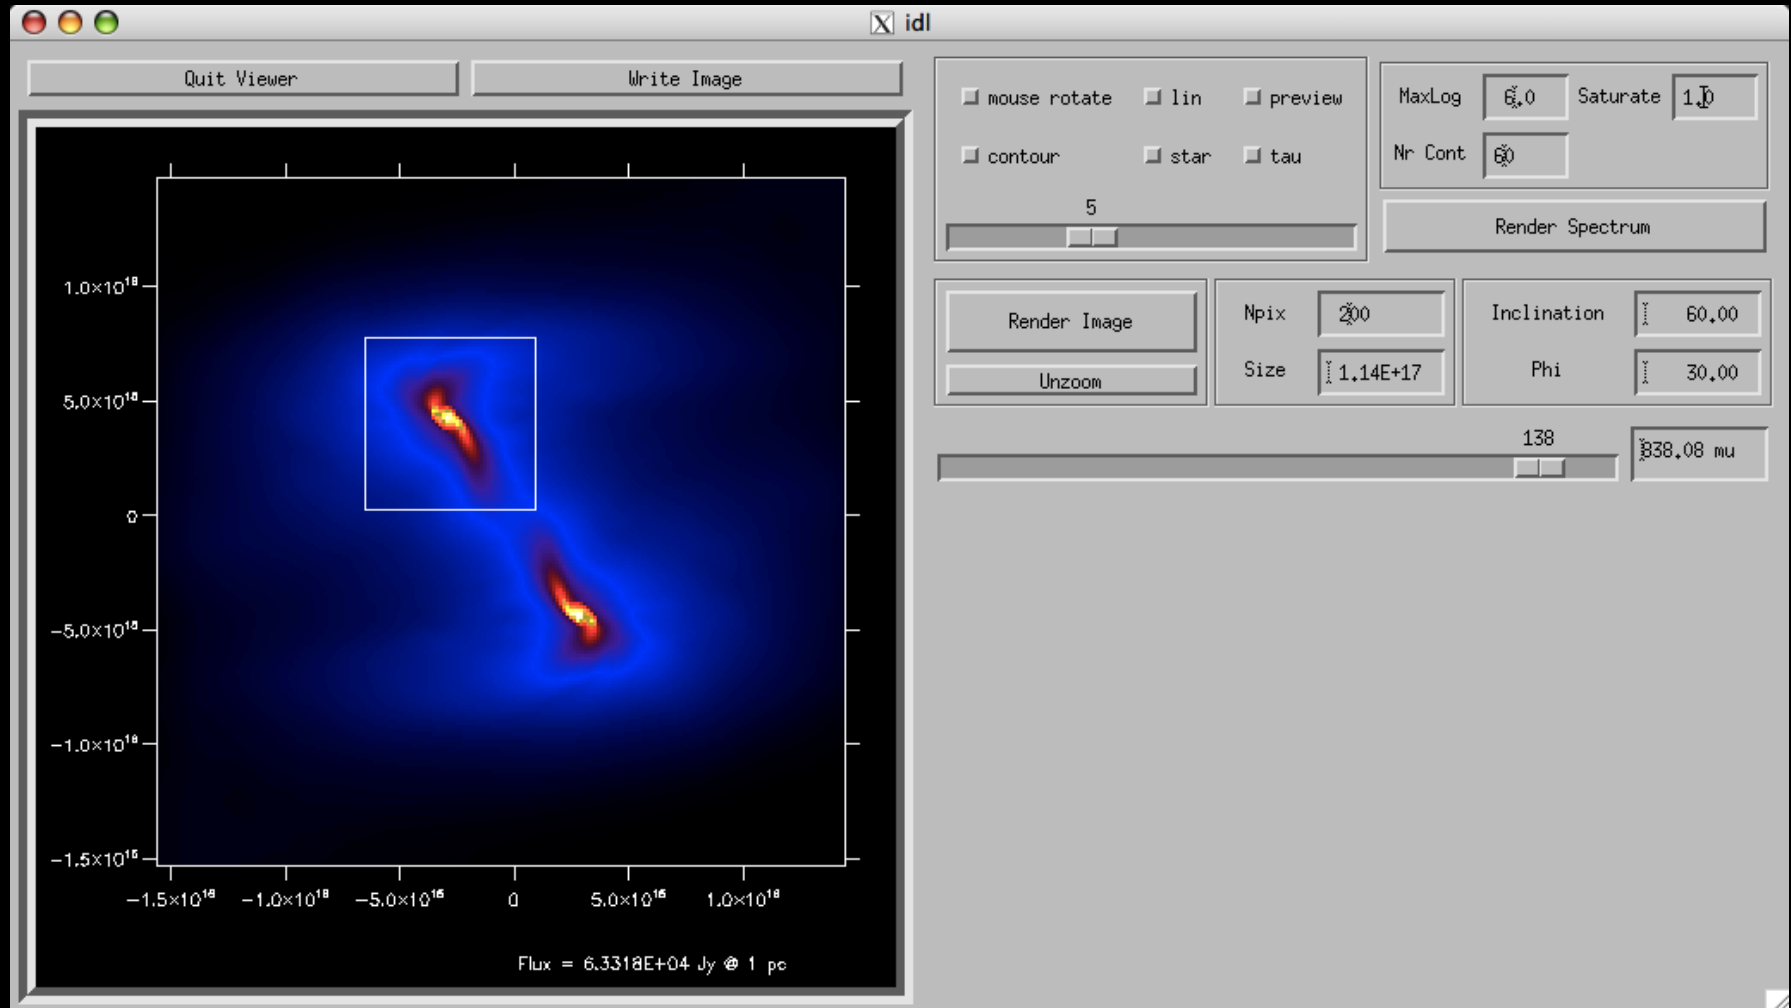 idl
Quit Viewer
Write Image
1.0×10¹⁶
5.0×10¹⁵
0
−5.0×10¹⁵
−1.0×10¹⁶
−1.5×10¹⁶
−1.5×10¹⁶ −1.0×10¹⁶ −5.0×10¹⁵ 0 5.0×10¹⁵ 1.0×10¹⁶
Flux = 6.3318E+04 Jy @ 1 pc
mouse rotate lin preview
contour star tau
5
MaxLog 6.0 Saturate 1.0
Nr Cont 60
Render Spectrum
Render Image
Unzoom
Npix 200
Size 1.14E+17
Inclination 60.00
Phi 30.00
138
838.08 mu